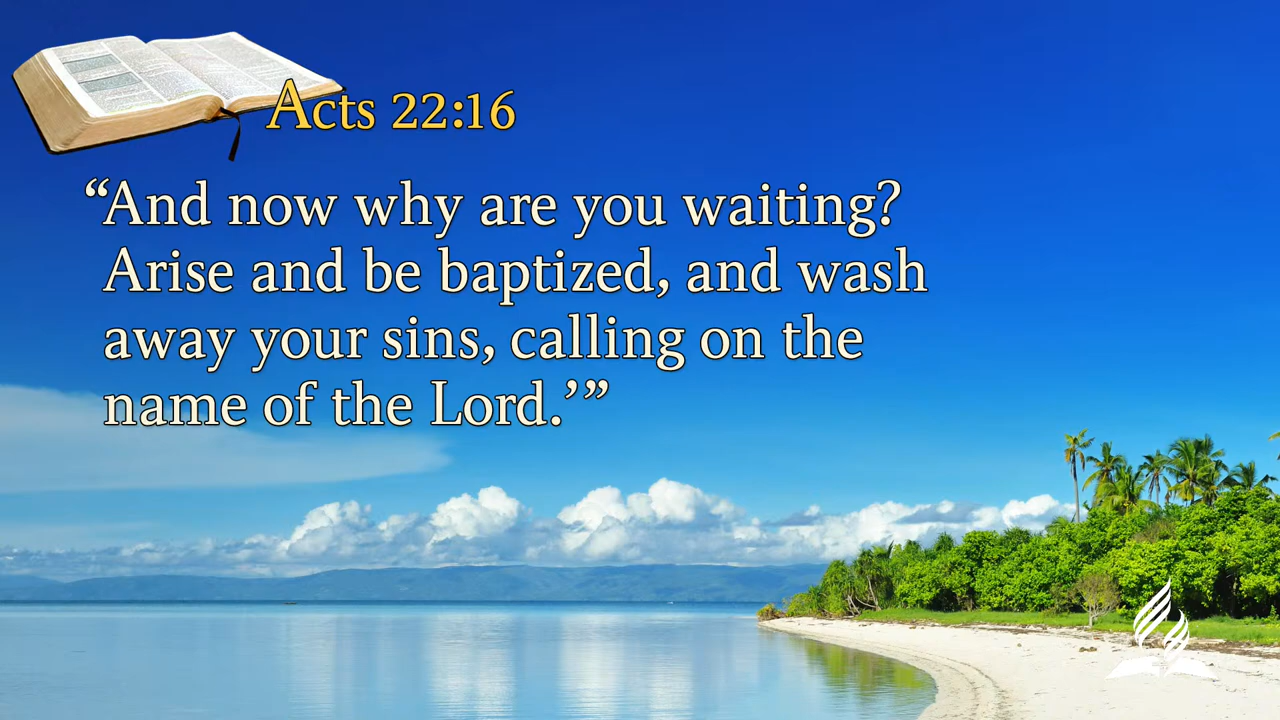 Acts 22:16
“And now why are you waiting?
Arise and be baptized, and wash
away your sins, calling on the
name of the Lord.’”